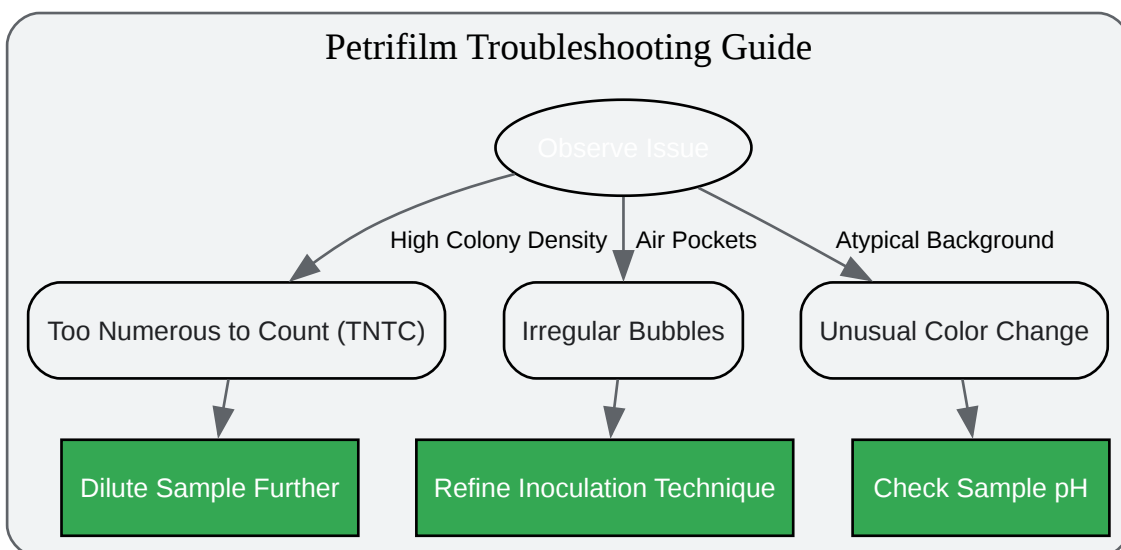 Petrifilm Troubleshooting Guide
Observe Issue
High Colony Density
Air Pockets
Atypical Background
Too Numerous to Count (TNTC)
Irregular Bubbles
Unusual Color Change
Dilute Sample Further
Refine Inoculation Technique
Check Sample pH